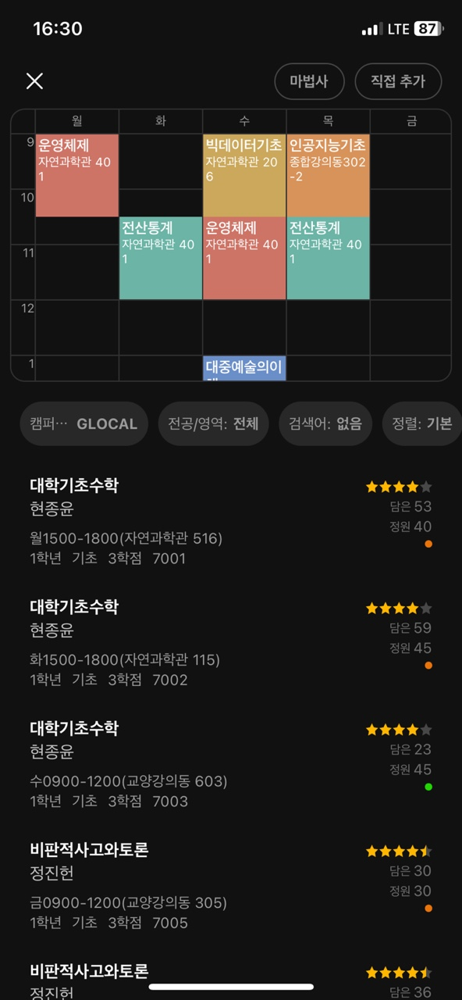 16:30
LTE 87
마법사
직접 추가
월 화 수 목 금
9
운영체제
자연과학관 40
1
빅데이터기초
자연과학관 20
6
인공지능기초
종합강의동302
-2
10
전산통계
자연과학관 40
1
운영체제
자연과학관 40
1
전산통계
자연과학관 40
1
11
12
1
대중예술의이
캠퍼… GLOCAL
전공/영역: 전체
검색어: 없음
정렬: 기본
대학기초수학
현종윤
담은 53
정원 40
월1500-1800(자연과학관 516)
1학년 기초 3학점 7001
대학기초수학
현종윤
담은 59
정원 45
화1500-1800(자연과학관 115)
1학년 기초 3학점 7002
대학기초수학
현종윤
담은 23
정원 45
수0900-1200(교양강의동 603)
1학년 기초 3학점 7003
비판적사고와토론
정진헌
담은 30
정원 30
금0900-1200(교양강의동 305)
1학년 기초 3학점 7005
비판적사고와토론
정진헌
담은 36